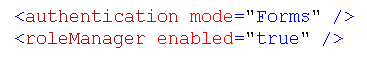 <authentication mode="Forms" />
<roleManager enabled="true" />